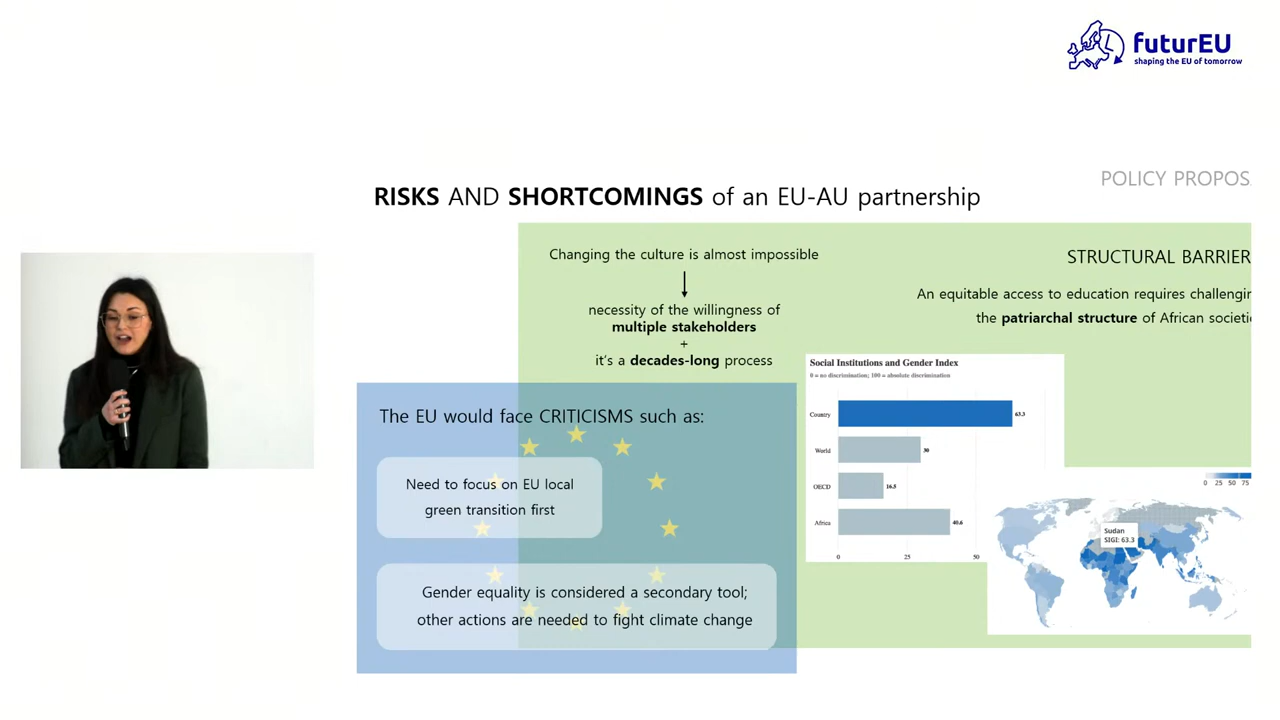 futurEU
shaping the EU of tomorrow
POLICY PROPOS
RISKS AND SHORTCOMINGS of an EU-AU partnership
Changing the culture is almost impossible
necessity of the willingness of
multiple stakeholders
+
it's a decades-long process
STRUCTURAL BARRIER
An equitable access to education requires challengin
the patriarchal structure of African societi
Social Institutions and Gender Index
0 = no discrimination; 100 = absolute discrimination
Country
63.3
World
30
OECD
16.5
Africa
40.6
0 25 50
0 25 50 75
Sudan
SIGI: 63.3
The EU would face CRITICISMS such as:
Need to focus on EU local
green transition first
Gender equality is considered a secondary tool;
other actions are needed to fight climate change